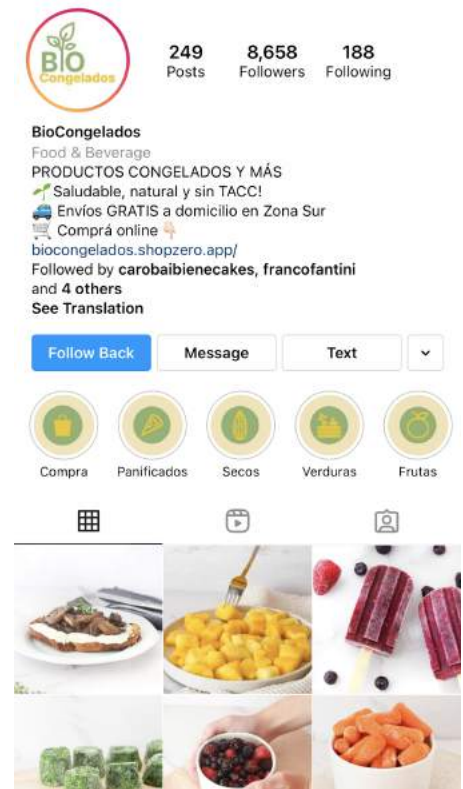 BIO
Congelados
249 8,658 188
Posts Followers Following
BioCongelados
Food & Beverage
PRODUCTOS CONGELADOS Y MÁS
🌱Saludable, natural y sin TACC!
🚙 Envíos GRATIS a domicilio en Zona Sur
🛒 Comprá online 👇🏻
biocongelados.shopzero.app/
Followed by carobaibienecakes, francofantini
and 4 others
See Translation
Follow Back Message Text
Compra Panificados Secos Verduras Frutas